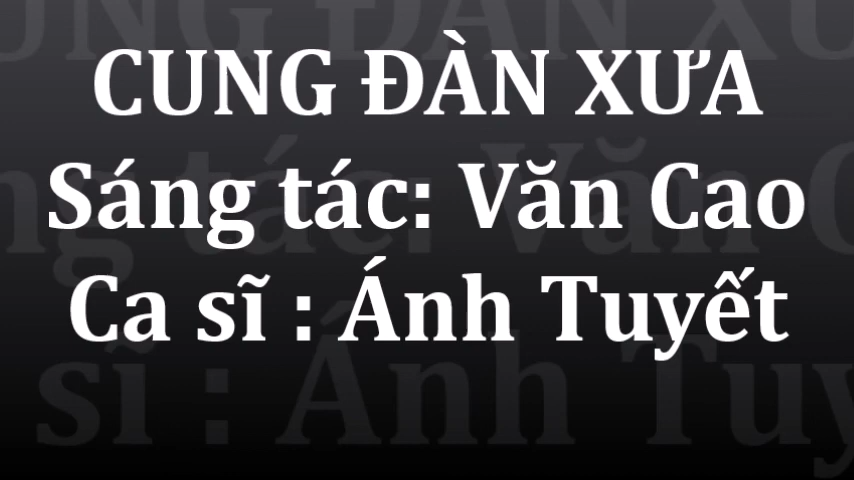 CUNG ĐÀN XƯA
Sáng tác: Văn Cao
Ca sĩ : Ánh Tuyết